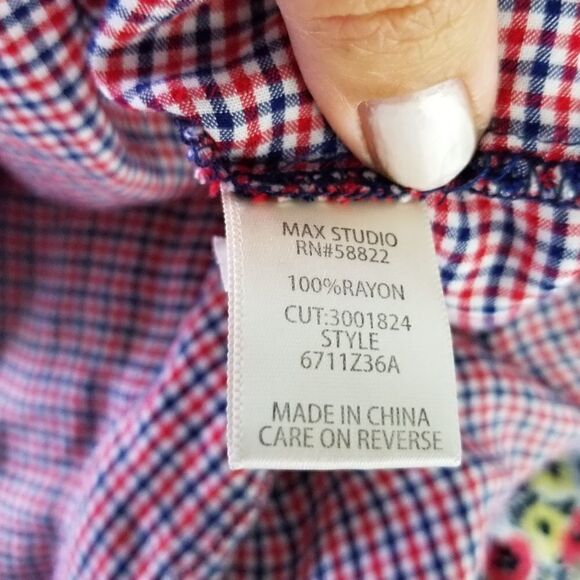 MAX STUDIO
RN#58822
100%RAYON
CUT:3001824
STYLE
6711Z36A
MADE IN CHINA
CARE ON REVERSE